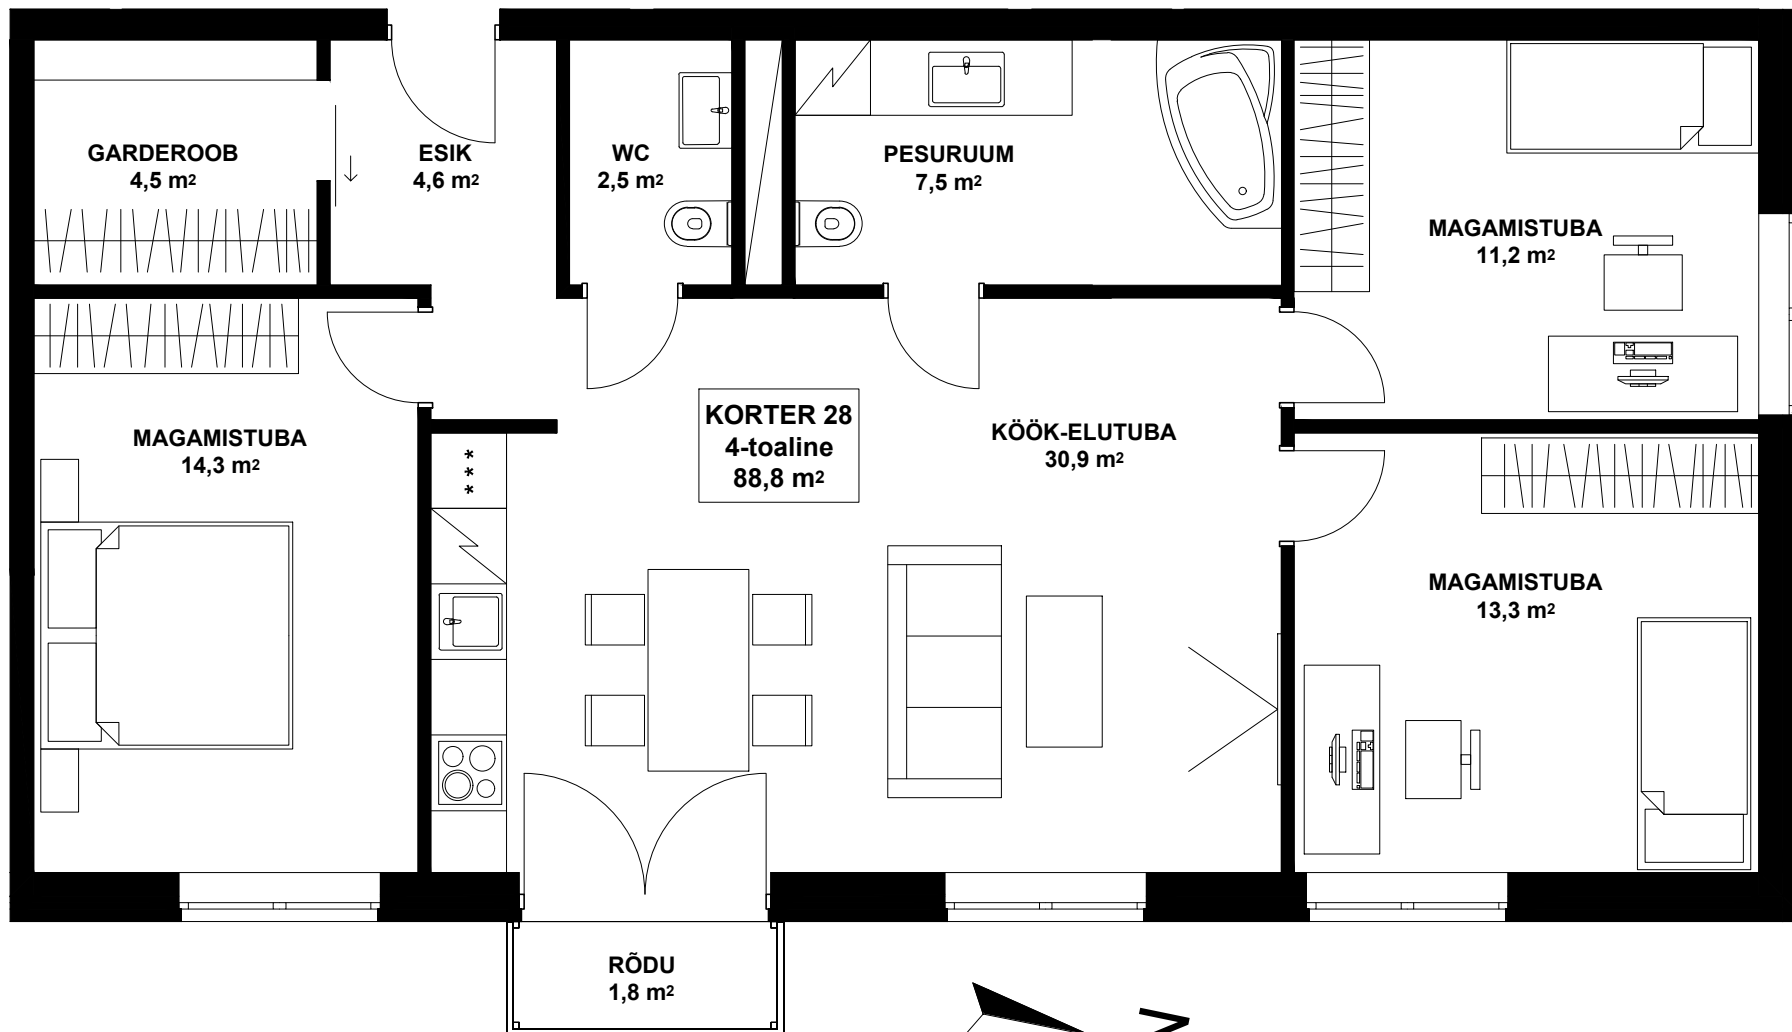 GARDEROOB
4,5 m²
ESIK
4,6 m²
WC
2,5 m²
PESURUUM
7,5 m²
MAGAMISTUBA
11,2 m²
MAGAMISTUBA
14,3 m²
***
KORTER 28
4-toaline
88,8 m²
KÖÖK-ELUTUBA
30,9 m²
MAGAMISTUBA
13,3 m²
RÕDU
1,8 m²